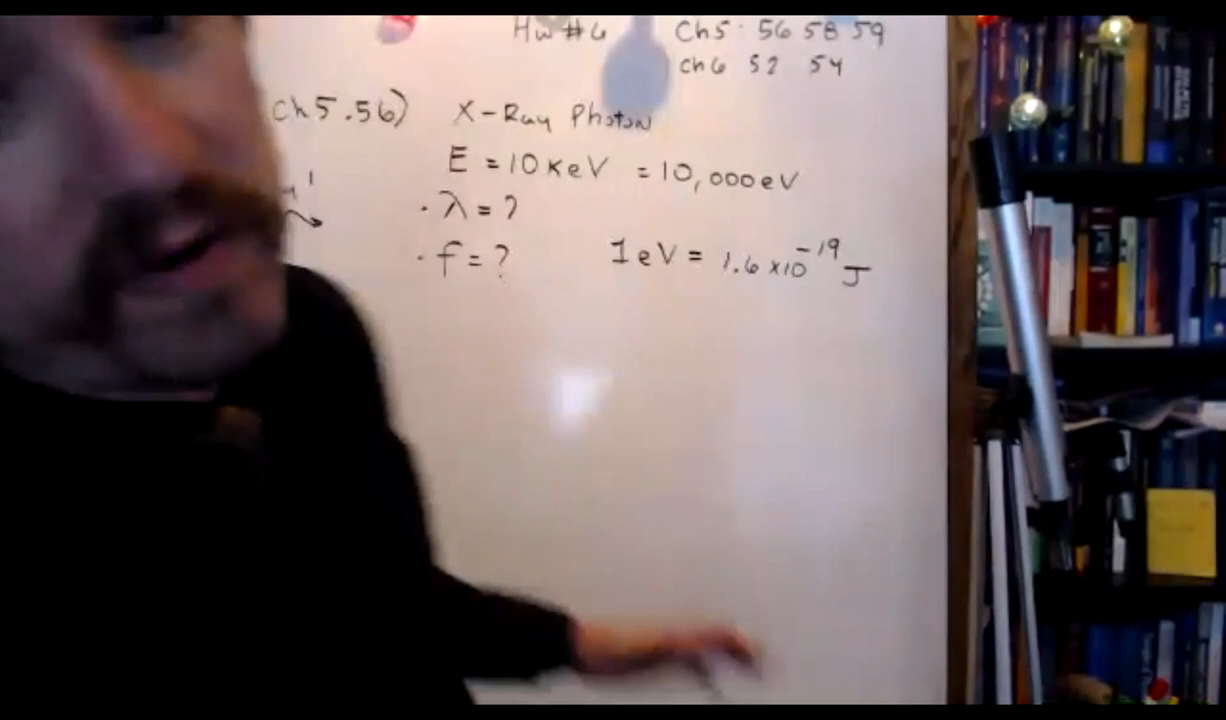 Hw #6 Ch5. 56 58 59
ch6 52 54
Ch5.56) X-Ray Photon
E = 10 KeV = 10,000 eV
· λ = ?
· f = ? 1 eV = 1.6 x10⁻¹⁹ J